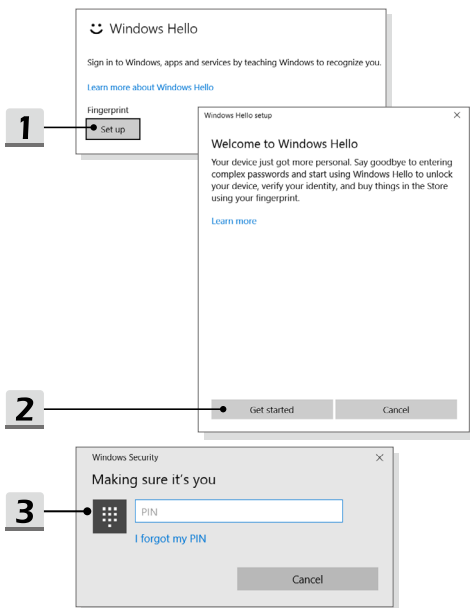 Windows Hello
Sign in to Windows, apps and services by teaching Windows to recognize you.
Learn more about Windows Hello
Fingerprint
1
Set up
Windows Hello setup
Welcome to Windows Hello
Your device just got more personal. Say goodbye to entering
complex passwords and start using Windows Hello to unlock
your device, verify your identity, and buy things in the Store
using your fingerprint.
Learn more
2
Get started
Cancel
Windows Security
Making sure it's you
3
PIN
I forgot my PIN
Cancel